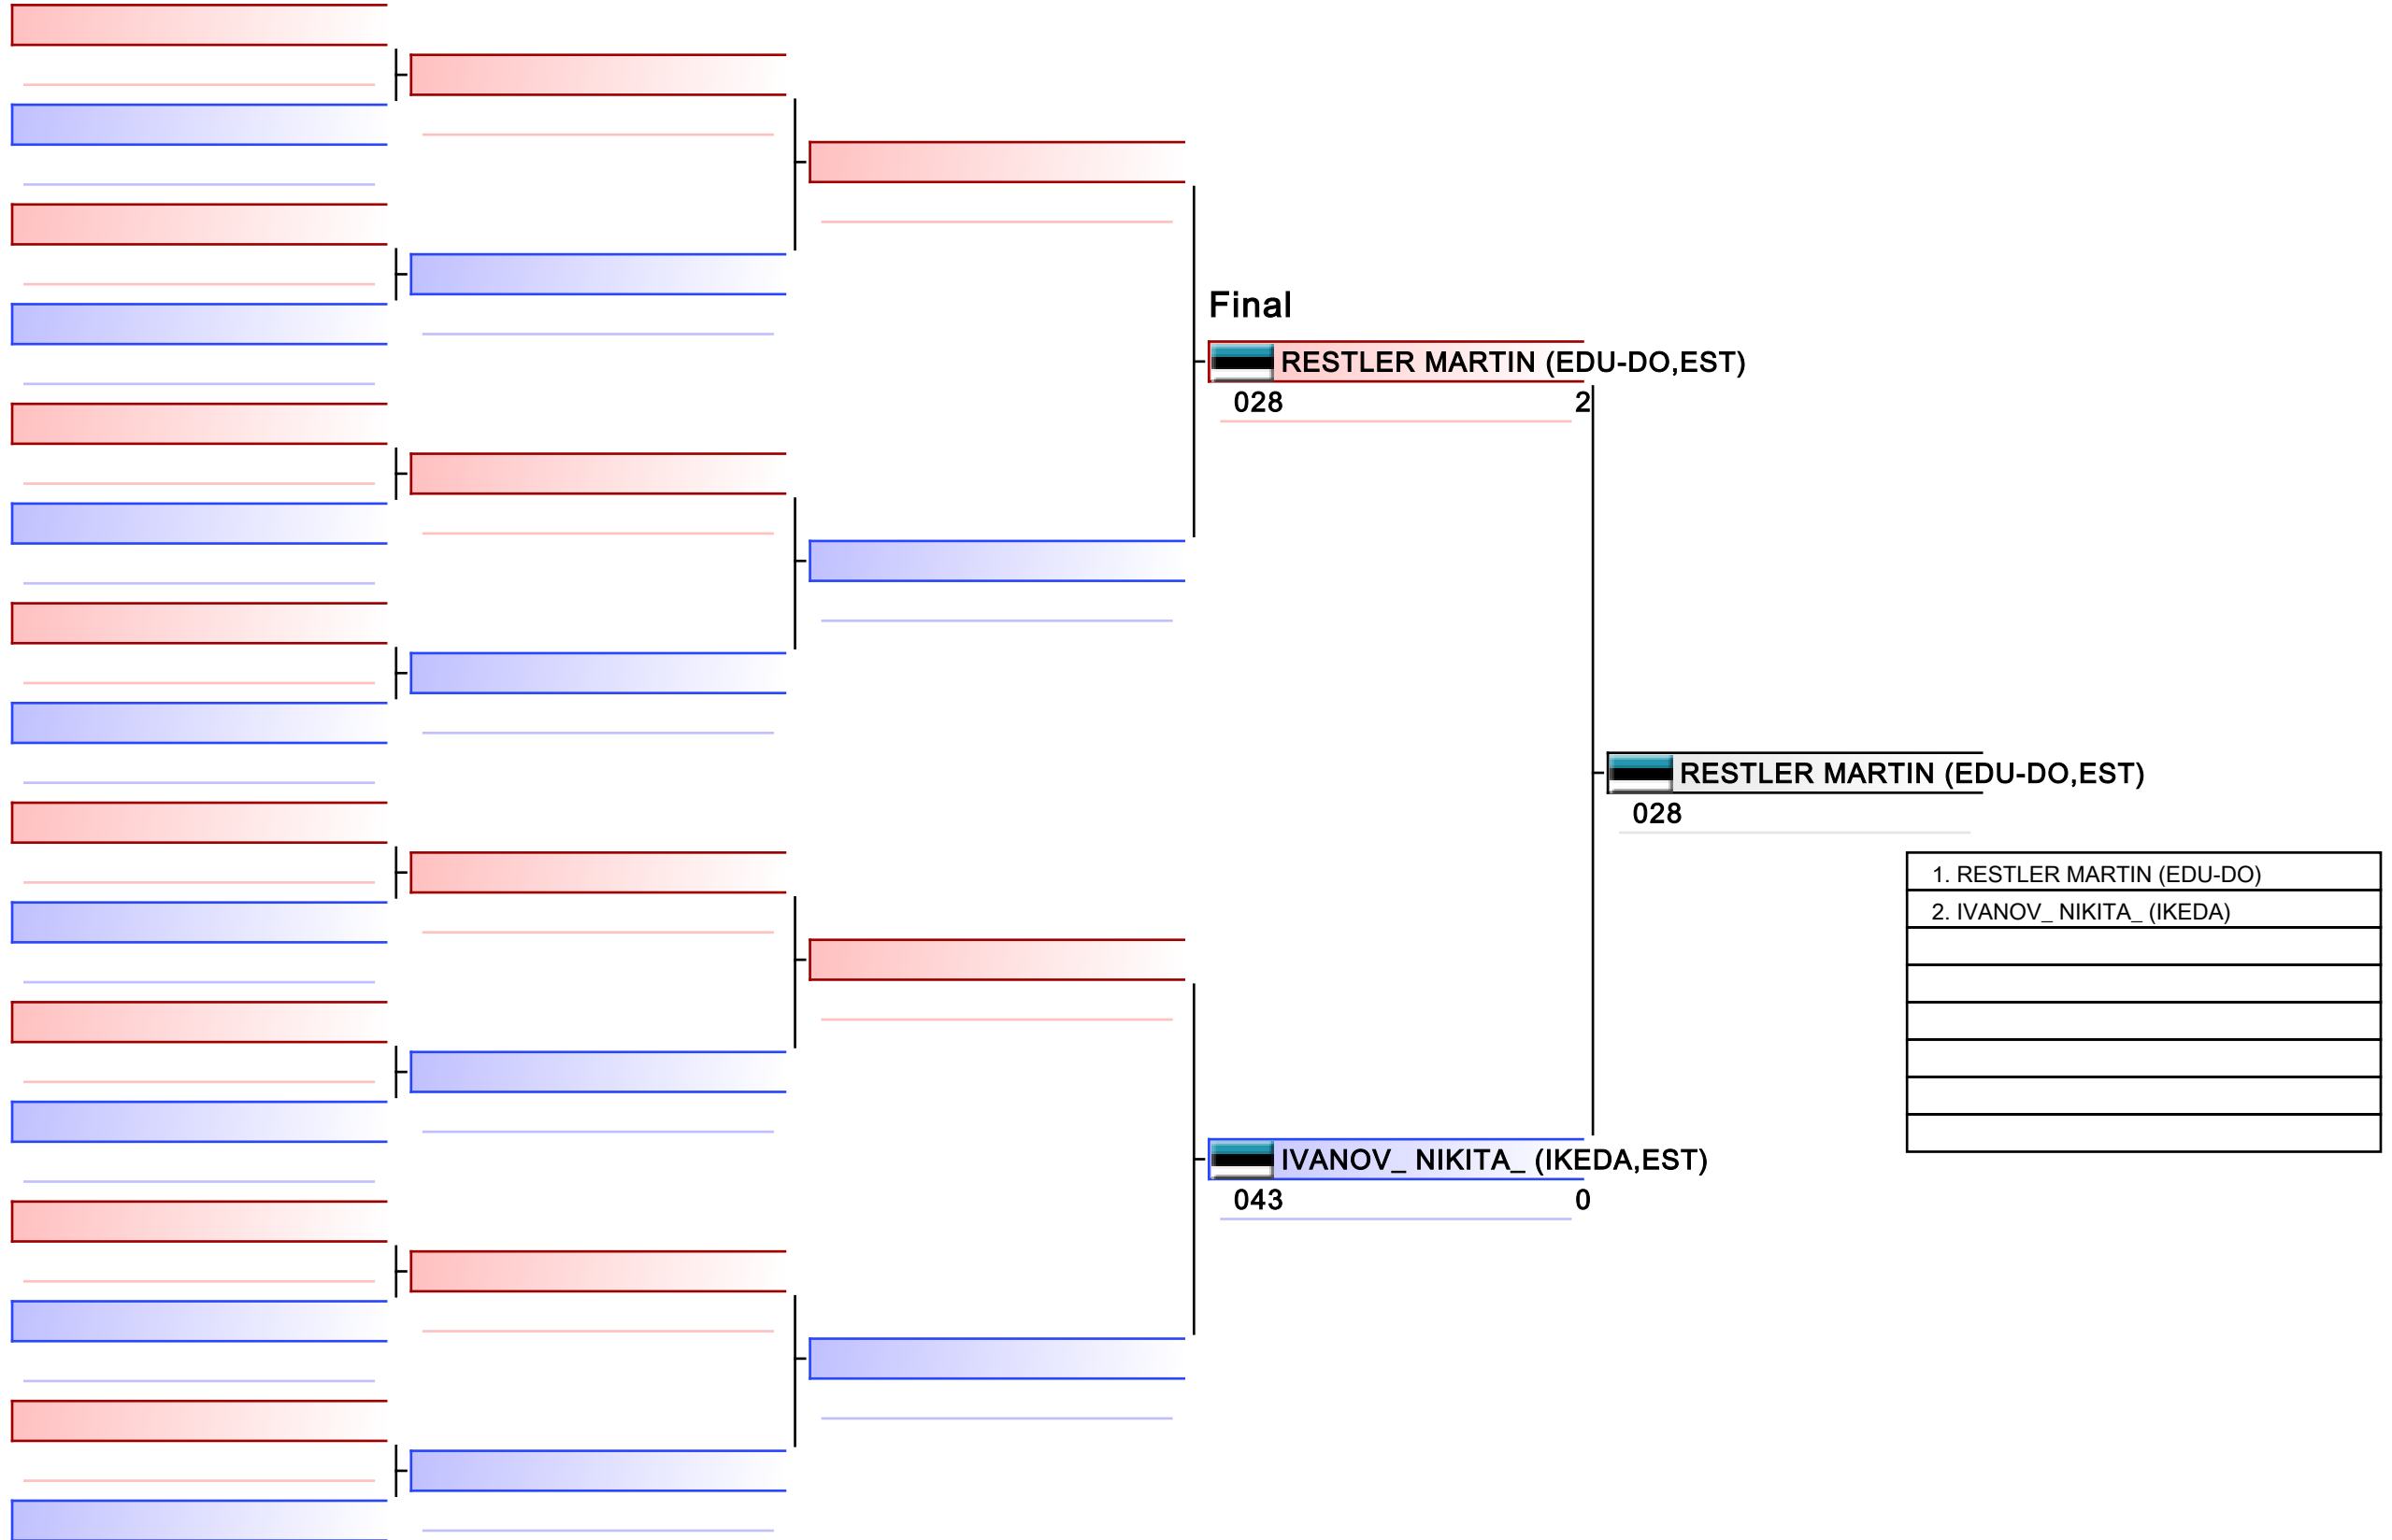 Final
RESTLER MARTIN (EDU-DO,EST)
028 2
RESTLER MARTIN (EDU-DO,EST)
028
1. RESTLER MARTIN (EDU-DO)
2. IVANOV_ NIKITA_ (IKEDA)
IVANOV_ NIKITA_ (IKEDA,EST)
043 0